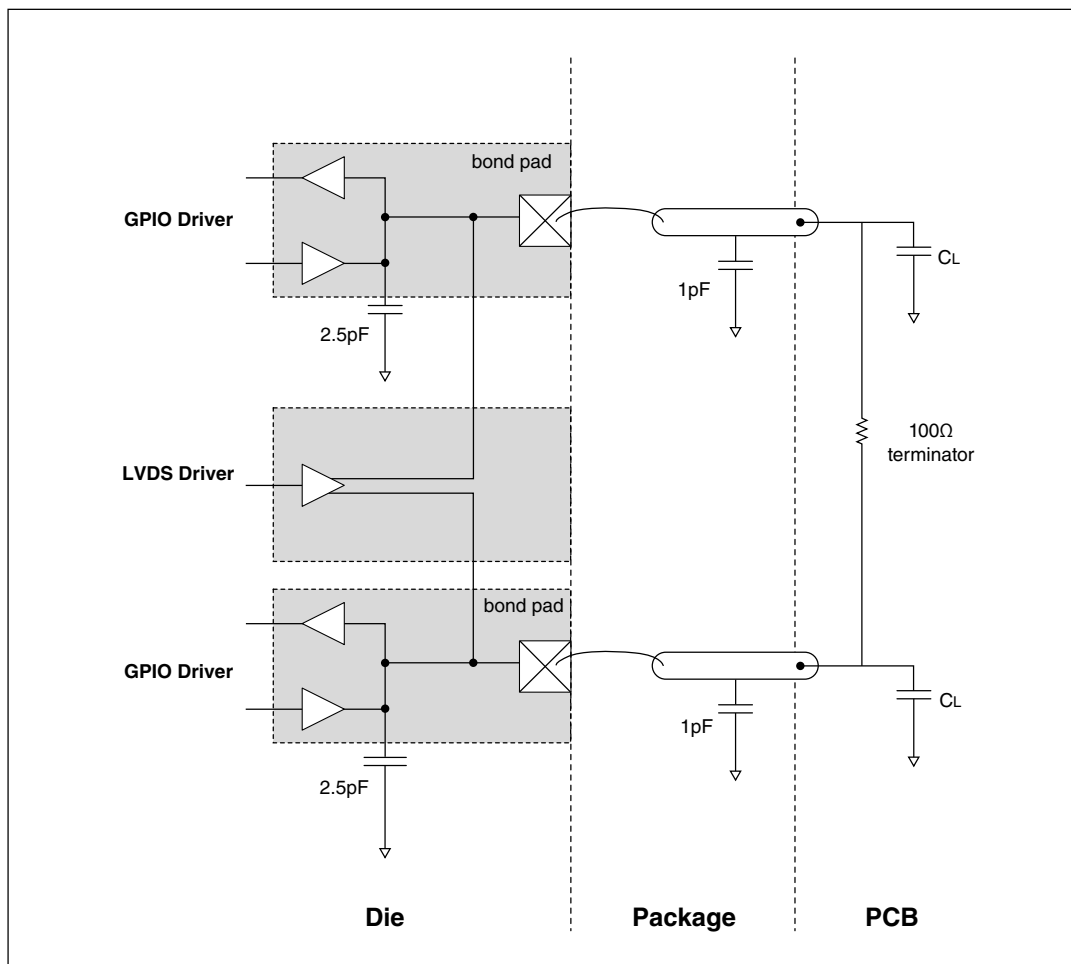 bond pad
GPIO Driver
CL
1pF
2.5pF
100Ω
terminator
LVDS Driver
bond pad
GPIO Driver
CL
1pF
2.5pF
Die
Package
PCB